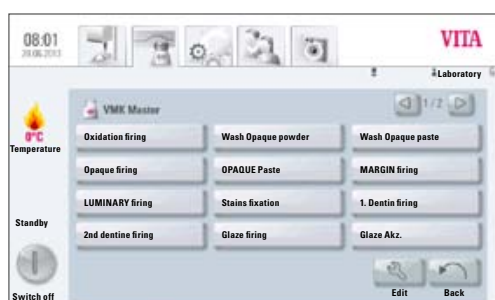 08:01
20.06.2013
VITA
Laboratory
VMK Master
1/2
0°C
Temperature
Oxidation firing
Wash Opaque powder
Wash Opaque paste
Opaque firing
OPAQUE Paste
MARGIN firing
LUMINARY firing
Stains fixation
1. Dentin firing
Standby
2nd dentine firing
Glaze firing
Glaze Akz.
Switch off
Edit
Back